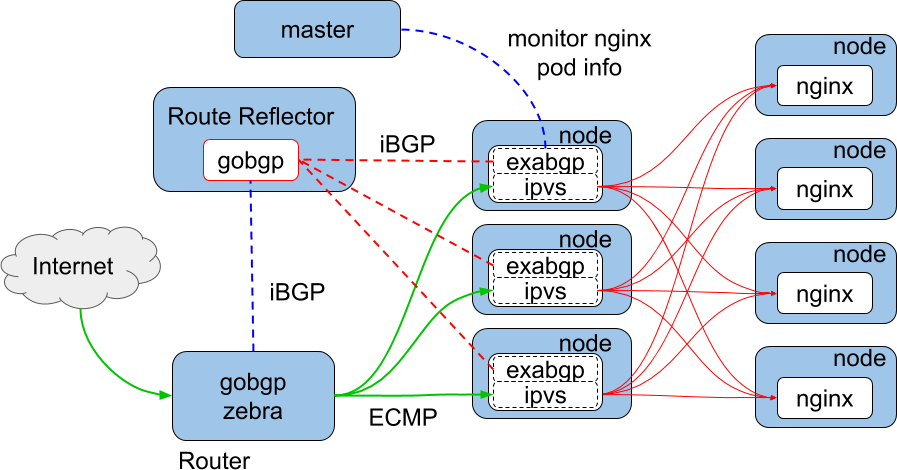 master
monitor nginx
pod info
node
nginx
Route Reflector
gobgp
iBGP
node
exabgp
ipvs
node
nginx
node
exabgp
ipvs
node
nginx
Internet
iBGP
node
exabgp
ipvs
node
nginx
gobgp
zebra
ECMP
Router